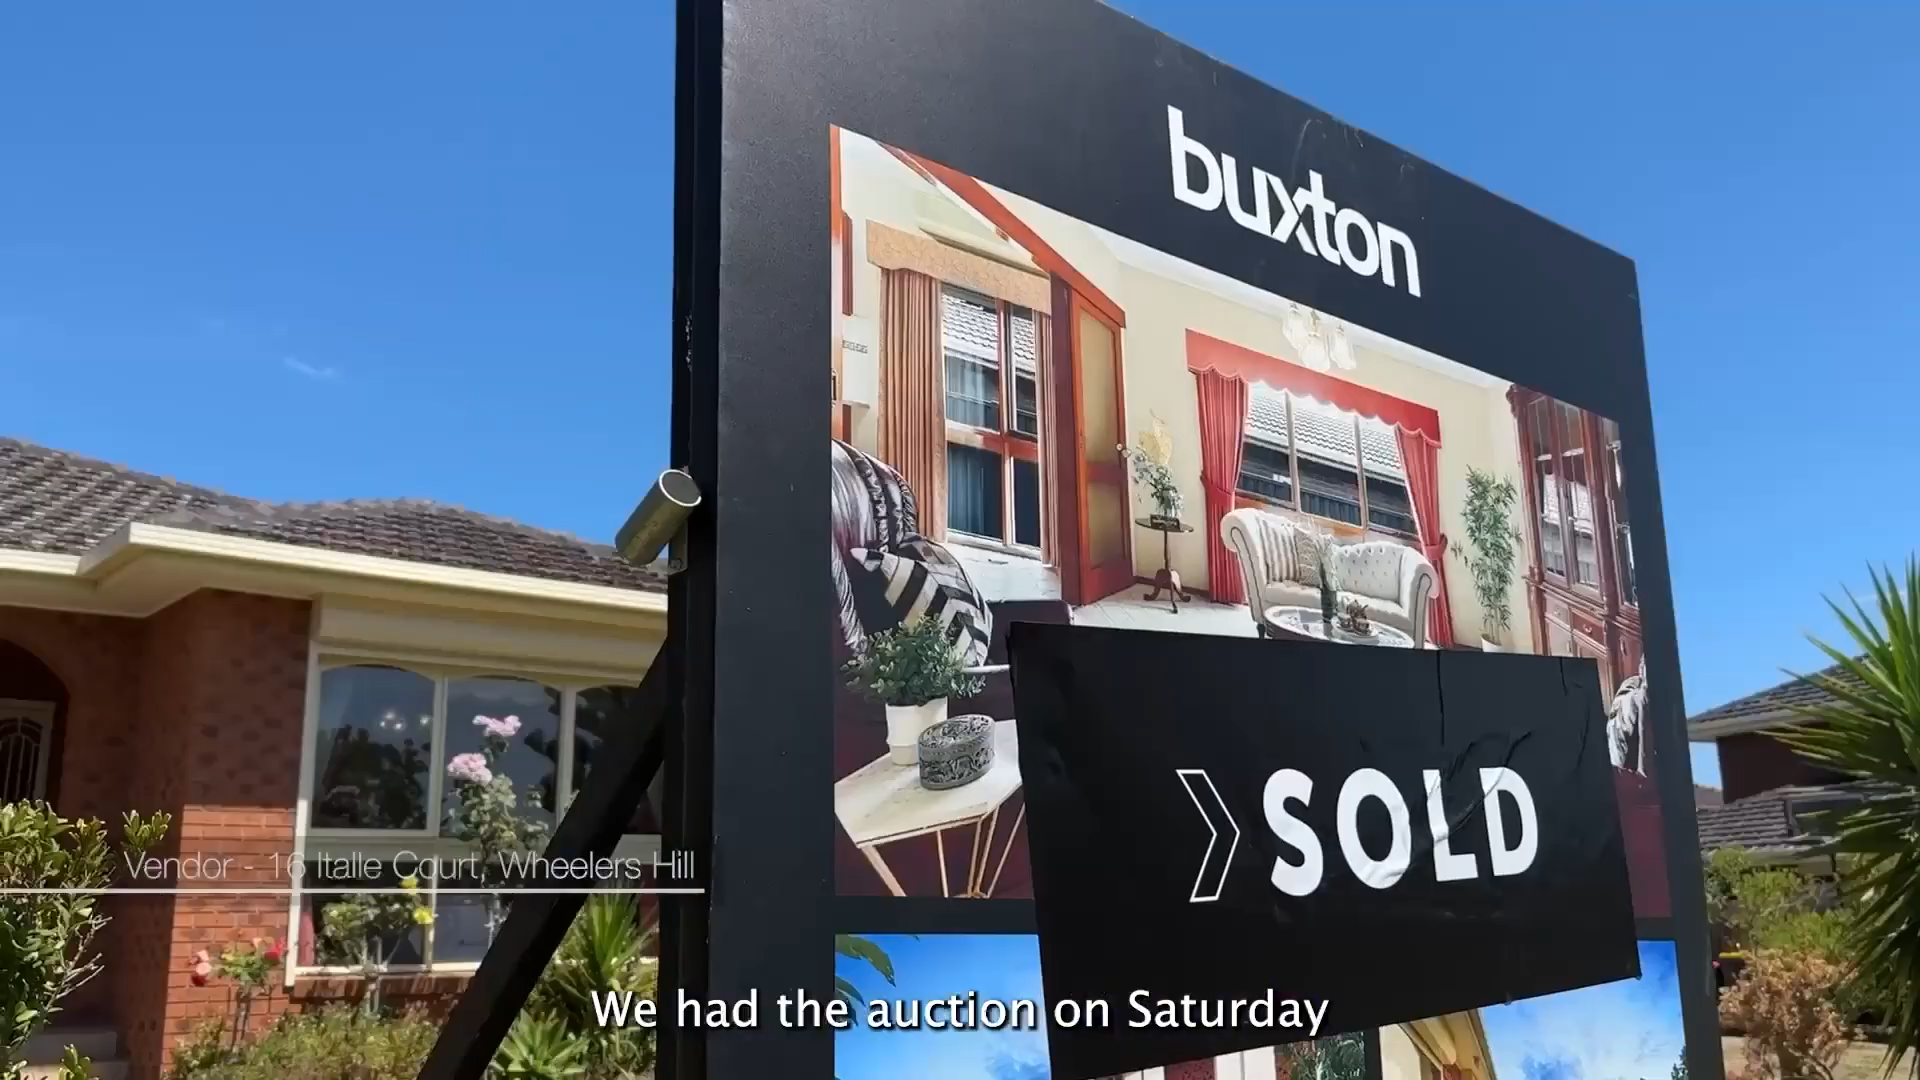 buxton
SOLD
Vendor - 16 Italle Court, Wheelers Hill
We had the auction on Saturday